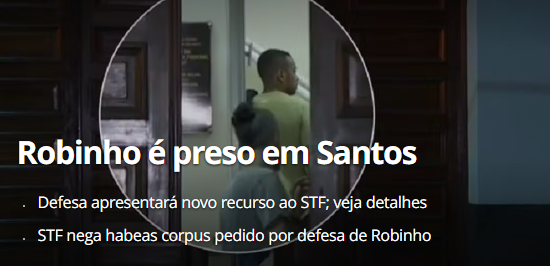 Robinho é preso em Santos
Defesa apresentará novo recurso ao STF; veja detalhes
STF nega habeas corpus pedido por defesa de Robinho